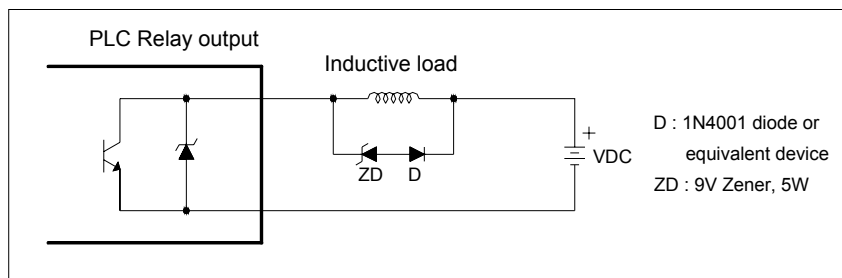 PLC Relay output
Inductive load
ZD
D
+
VDC
D : 1N4001 diode or
equivalent device
ZD : 9V Zener, 5W